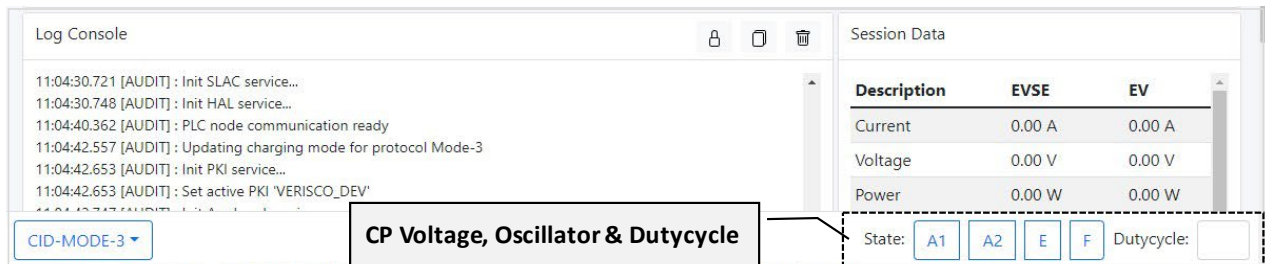 Log Console
Session Data
11:04:30.721 [AUDIT] : Init SLAC service...
11:04:30.748 [AUDIT] : Init HAL service...
11:04:40.362 [AUDIT] : PLC node communication ready
11:04:42.557 [AUDIT] : Updating charging mode for protocol Mode-3
11:04:42.653 [AUDIT] : Init PKI service...
11:04:42.653 [AUDIT] : Set active PKI 'VERISCO_DEV'
Description EVSE EV
Current 0.00 A 0.00 A
Voltage 0.00 V 0.00 V
Power 0.00 W 0.00 W
CID-MODE-3
CP Voltage, Oscillator & Dutycycle
State: A1 A2 E F Dutycycle: